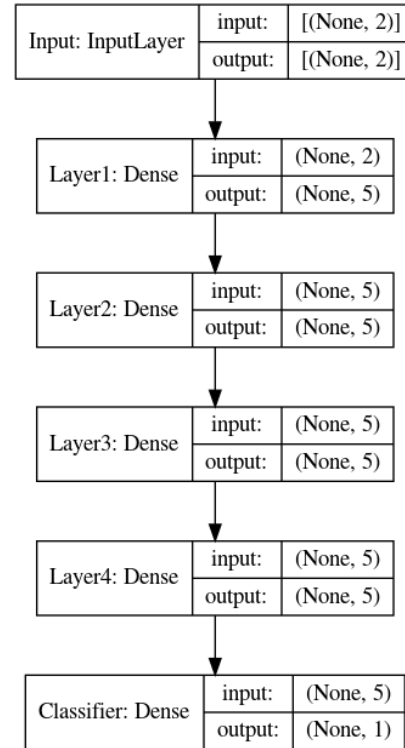 Input: InputLayer
input:
[(None, 2)]
output:
[(None, 2)]
Layer1: Dense
input:
(None, 2)
output:
(None, 5)
Layer2: Dense
input:
(None, 5)
output:
(None, 5)
Layer3: Dense
input:
(None, 5)
output:
(None, 5)
Layer4: Dense
input:
(None, 5)
output:
(None, 5)
Classifier: Dense
input:
(None, 5)
output:
(None, 1)